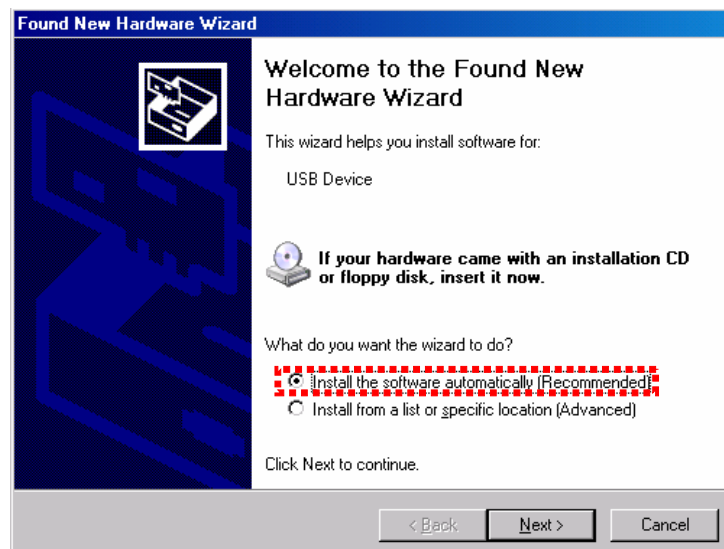 Found New Hardware Wizard
Welcome to the Found New
Hardware Wizard
This wizard helps you install software for:
USB Device
If your hardware came with an installation CD
or floppy disk, insert it now.
What do you want the wizard to do?
Install the software automatically (Recommended)
Install from a list or specific location (Advanced)
Click Next to continue.
< Back Next > Cancel